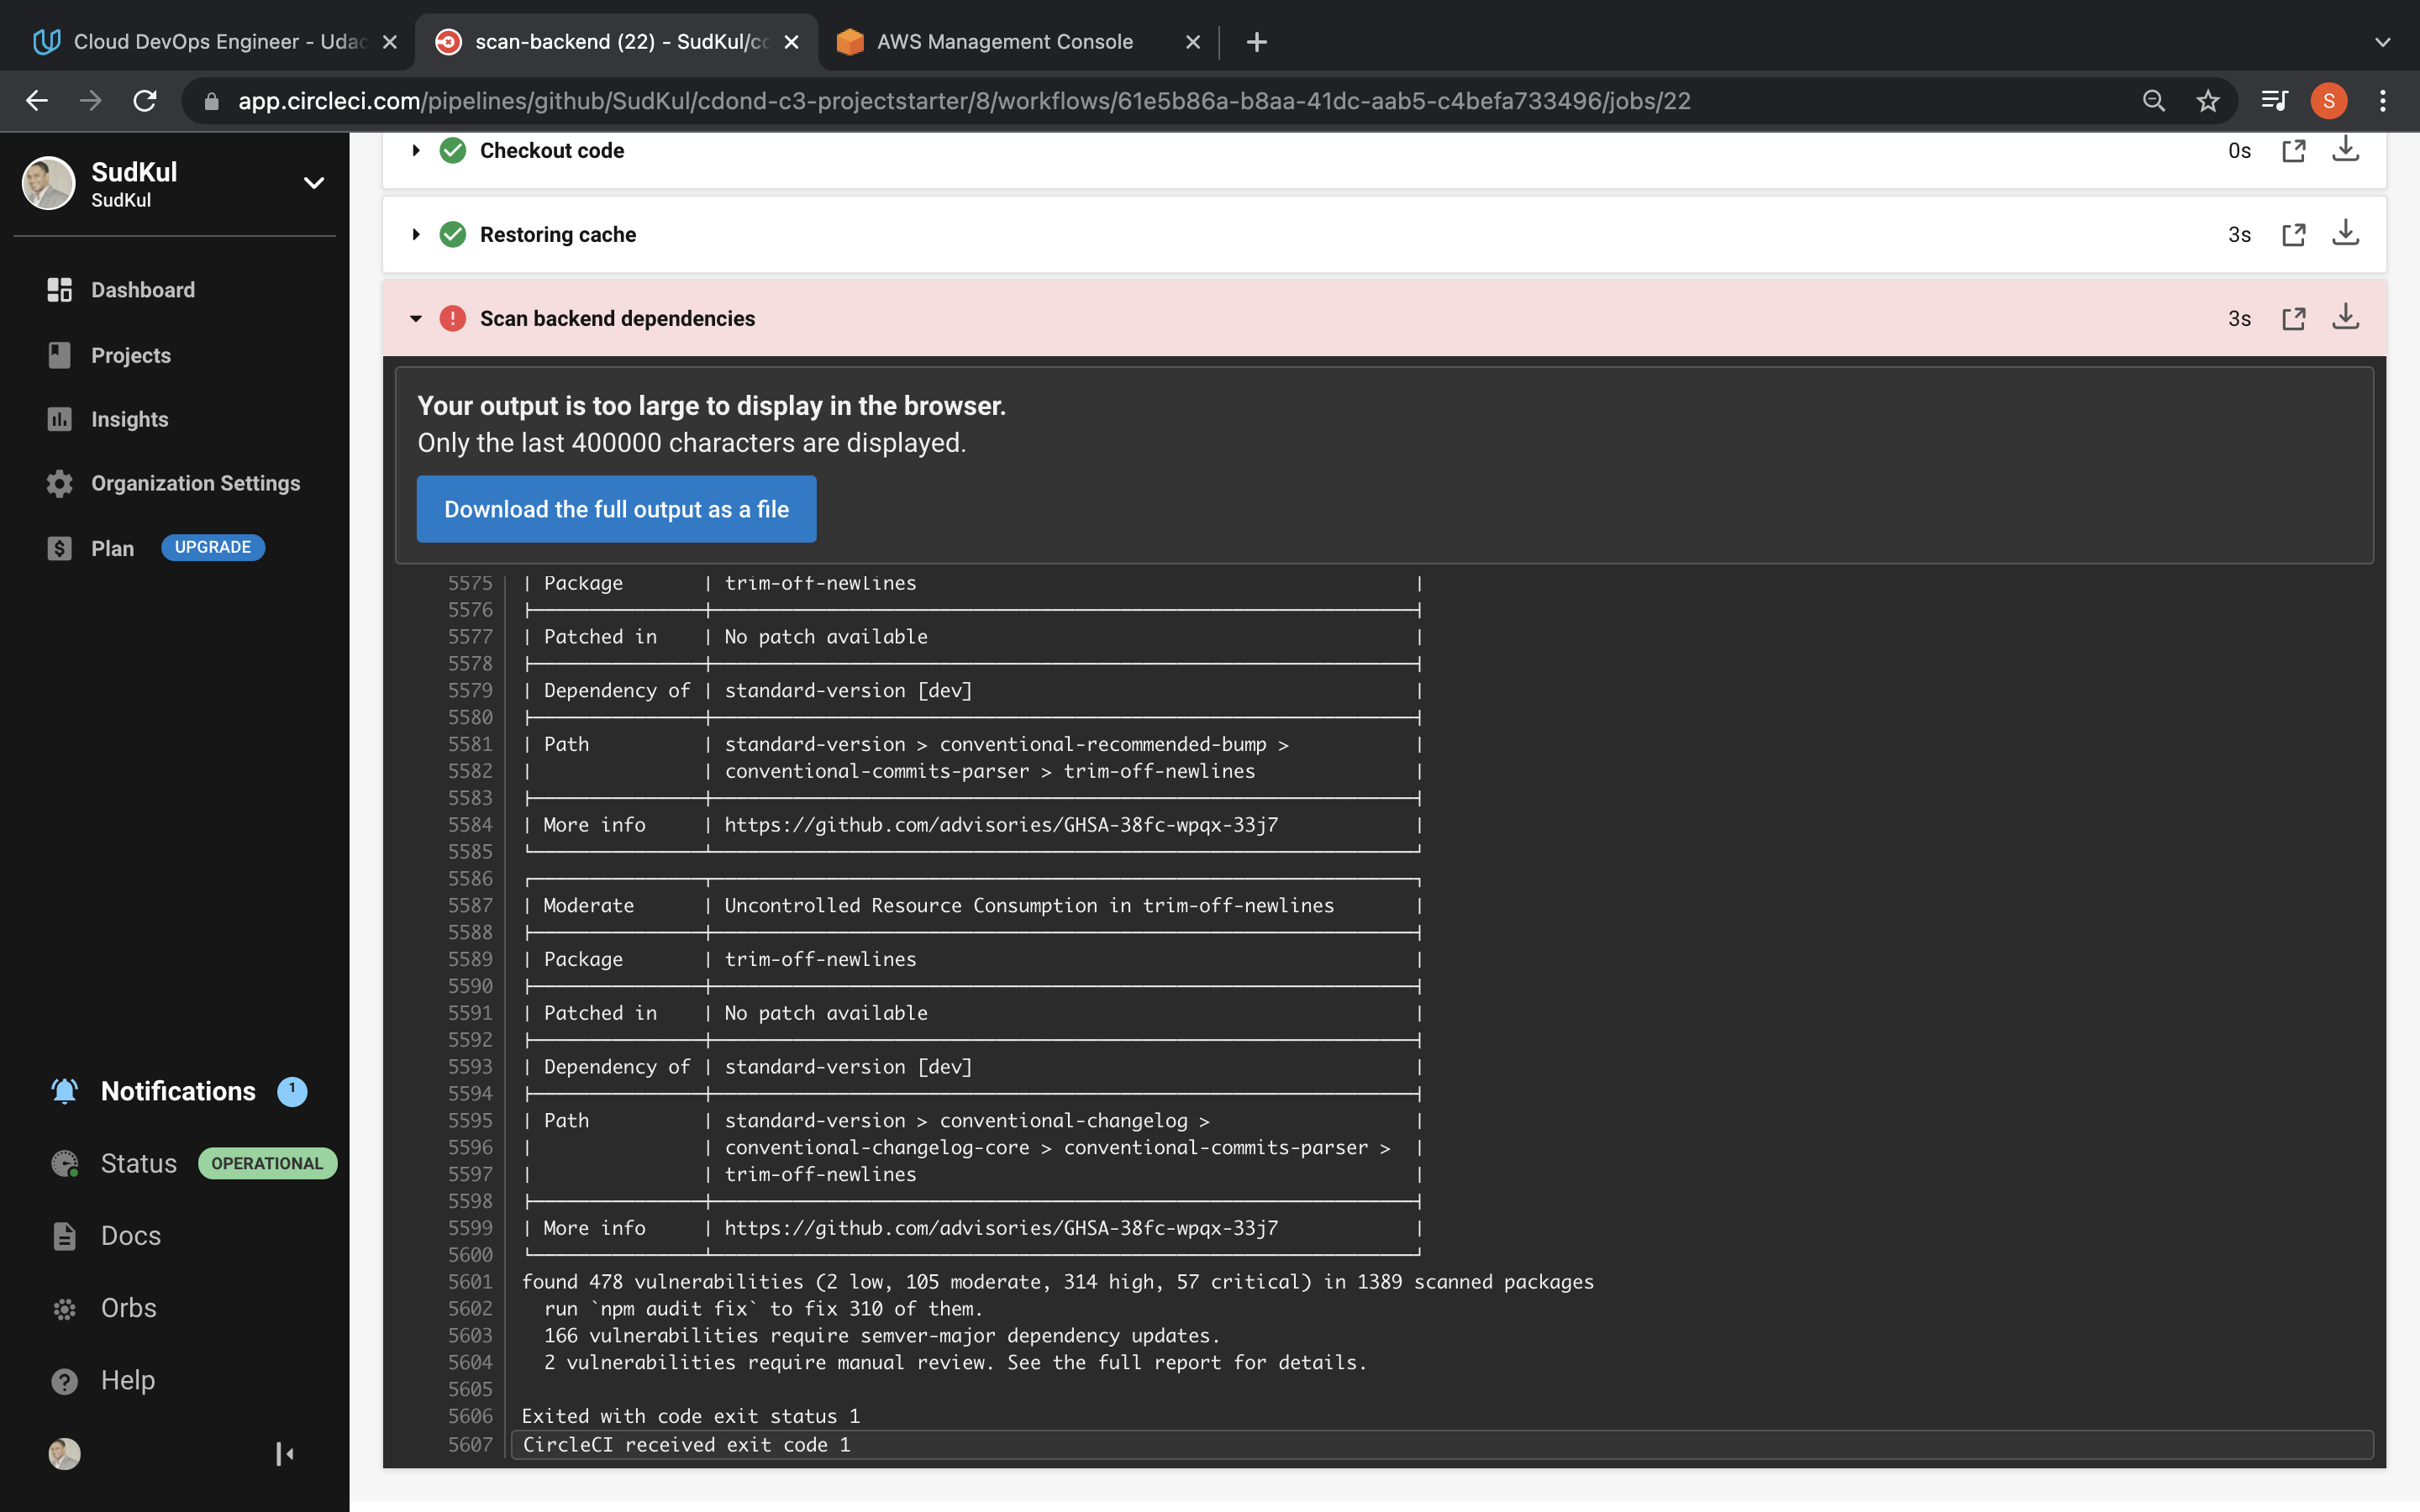 Cloud DevOps Engineer - Udac
scan-backend (22) - SudKul/cc
AWS Management Console
app.circleci.com/pipelines/github/SudKul/cdond-c3-projectstarter/8/workflows/61e5b86a-b8aa-41dc-aab5-c4befa733496/jobs/22
S
SudKul
SudKul
Dashboard
Projects
Insights
Organization Settings
Plan UPGRADE
Notifications 1
Status OPERATIONAL
Docs
Orbs
Help
Checkout code 0s
Restoring cache 3s
Scan backend dependencies 3s
Your output is too large to display in the browser.
Only the last 400000 characters are displayed.
Download the full output as a file
5575 | Package | trim-off-newlines |
5576
5577 | Patched in | No patch available |
5578
5579 | Dependency of | standard-version [dev] |
5580
5581 | Path | standard-version > conventional-recommended-bump > |
5582 | | conventional-commits-parser > trim-off-newlines |
5583
5584 | More info | https://github.com/advisories/GHSA-38fc-wpqx-33j7 |
5585
5586
5587 | Moderate | Uncontrolled Resource Consumption in trim-off-newlines |
5588
5589 | Package | trim-off-newlines |
5590
5591 | Patched in | No patch available |
5592
5593 | Dependency of | standard-version [dev] |
5594
5595 | Path | standard-version > conventional-changelog > |
5596 | | conventional-changelog-core > conventional-commits-parser > |
5597 | | trim-off-newlines |
5598
5599 | More info | https://github.com/advisories/GHSA-38fc-wpqx-33j7 |
5600
5601 found 478 vulnerabilities (2 low, 105 moderate, 314 high, 57 critical) in 1389 scanned packages
5602 run `npm audit fix` to fix 310 of them.
5603 166 vulnerabilities require semver-major dependency updates.
5604 2 vulnerabilities require manual review. See the full report for details.
5605
5606 Exited with code exit status 1
5607 CircleCI received exit code 1